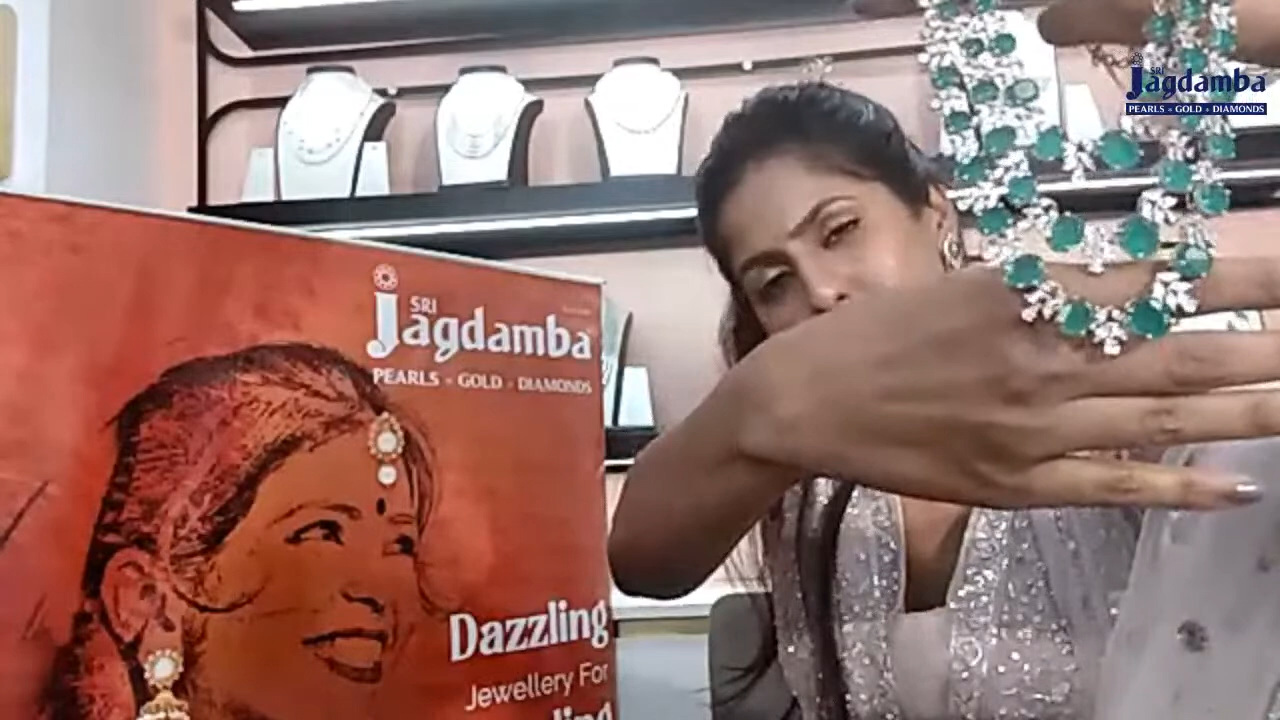 SRI
Jagdamba
PEARLS • GOLD • DIAMONDS
SRI
Jagdamba
PEARLS • GOLD • DIAMONDS
Dazzling
Jewellery For